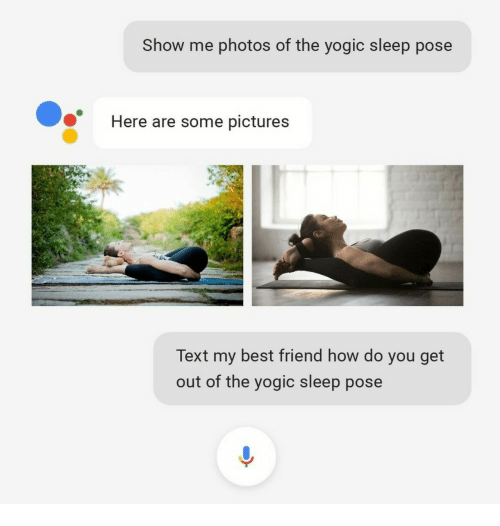 Show me photos of the yogic sleep pose
Here are some pictures
Text my best friend how do you get
out of the yogic sleep pose